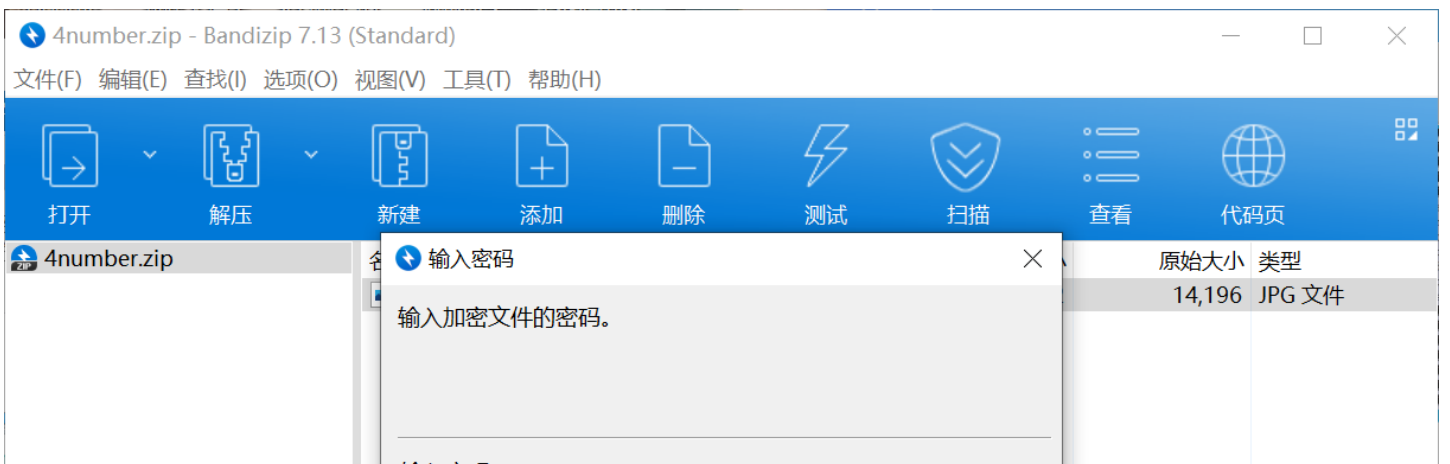 4number.zip - Bandizip 7.13 (Standard)
文件(F) 编辑(E) 查找(I) 选项(O) 视图(V) 工具(T) 帮助(H)
打开 解压 新建 添加 删除 测试 扫描 查看 代码页
4number.zip
输入密码
原始大小 类型
14,196 JPG 文件
输入加密文件的密码。